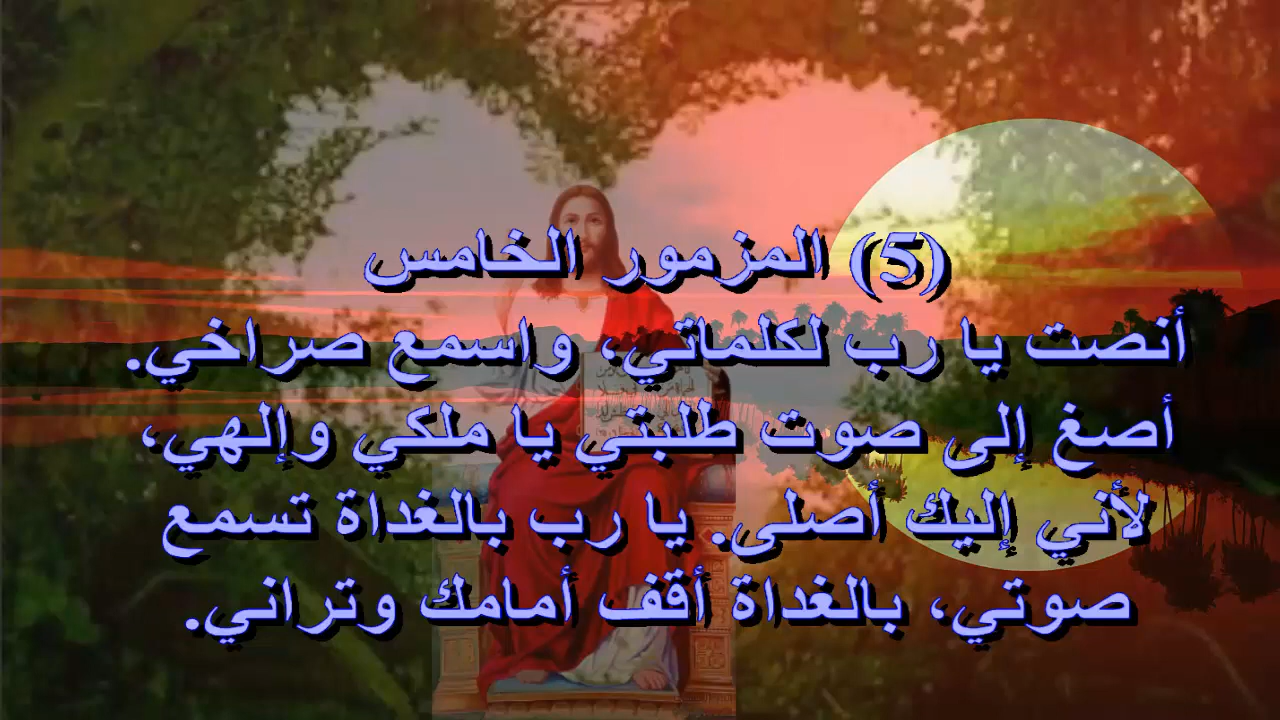 (5) المزمور الخامس
أنصت يا رب لكلماتي، واسمع صراخي.
أصغ إلى صوت طلبتي يا ملكي وإلهي،
لأني إليك أصلى. يا رب بالغداة تسمع
صوتي، بالغداة أقف أمامك وتراني.